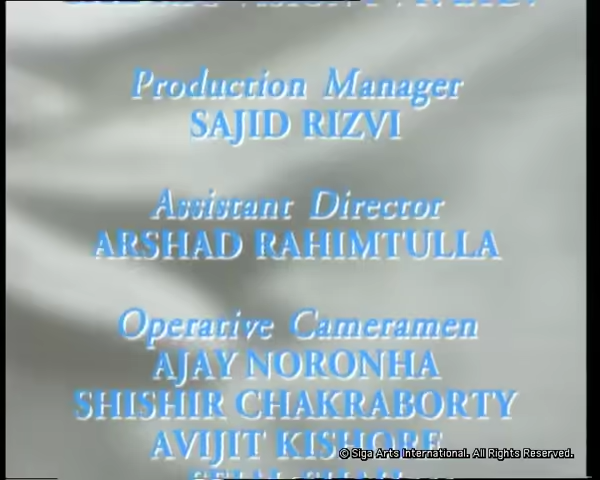 Production Manager
SAJID RIZVI
Assistant Director
ARSHAD RAHIMTULLA
Operative Cameramen
AJAY NORONHA
SHISHIR CHAKRABORTY
AVIJIT KISHORE
©Siga Arts International. All Rights Reserved.